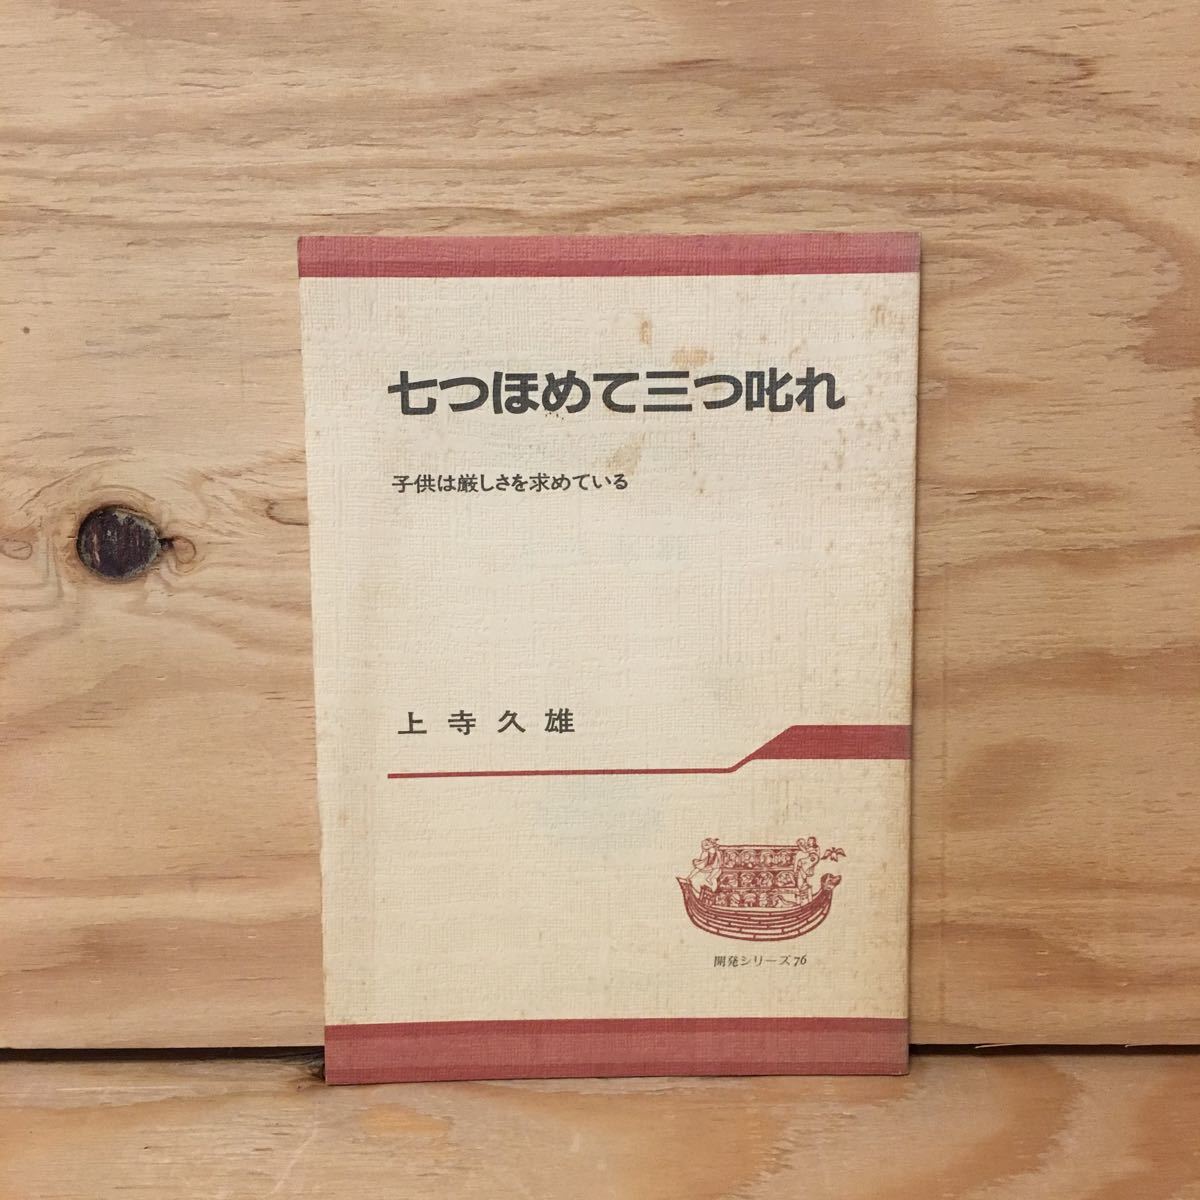 七つほめて三つ叱れ
子供は厳しさを求めている
上寺久雄
開発シリーズ76